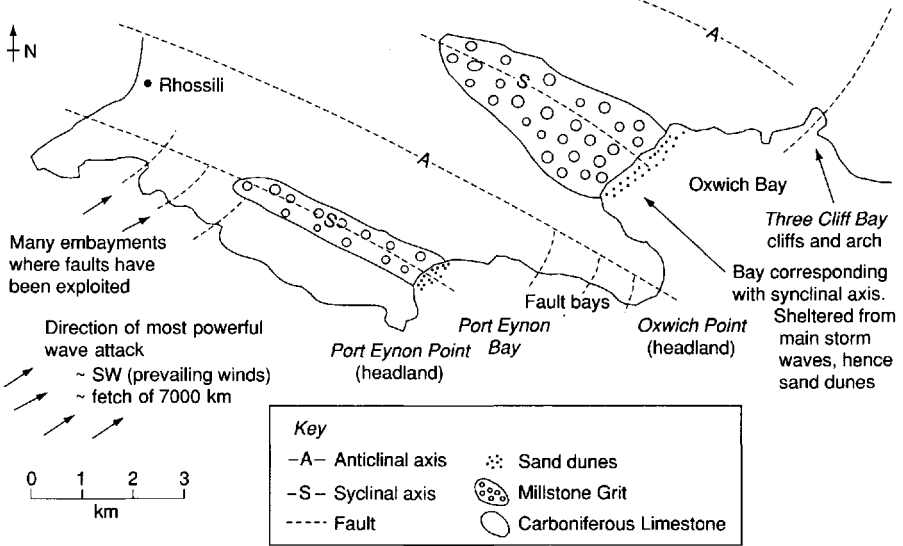 N
Rhossili
A
A
S
S
Oxwich Bay
Three Cliff Bay
cliffs and arch
Many embayments
where faults have
been exploited
Fault bays
Bay corresponding
with synclinal axis.
Sheltered from
main storm
waves, hence
sand dunes
Direction of most powerful
wave attack
~ SW (prevailing winds)
~ fetch of 7000 km
Port Eynon Point
(headland)
Port Eynon
Bay
Oxwich Point
(headland)
0 1 2 3
km
Key
–A– Anticlinal axis
–S– Syclinal axis
----- Fault
Sand dunes
Millstone Grit
Carboniferous Limestone